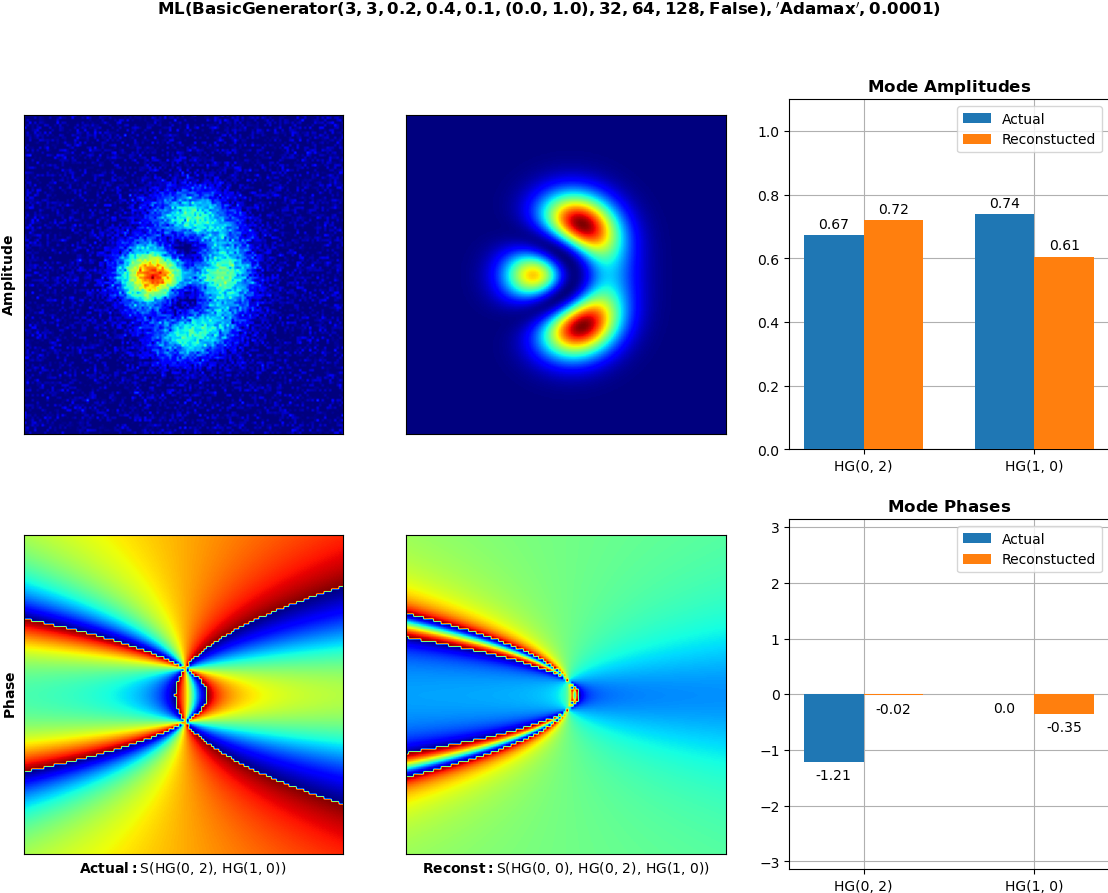 ML(BasicGenerator(3, 3, 0.2, 0.4, 0.1, (0.0, 1.0), 32, 64, 128, False), ′Adamax′, 0.0001)
Amplitude
Mode Amplitudes
Actual
Reconstucted
1.0
0.8
0.6
0.4
0.2
0.0
0.67
0.72
0.74
0.61
HG(0, 2)
HG(1, 0)
Phase
Actual: S(HG(0, 2), HG(1, 0))
Reconst: S(HG(0, 0), HG(0, 2), HG(1, 0))
Mode Phases
Actual
Reconstucted
3
2
1
0
−1
−2
−3
-1.21
-0.02
0.0
-0.35
HG(0, 2)
HG(1, 0)